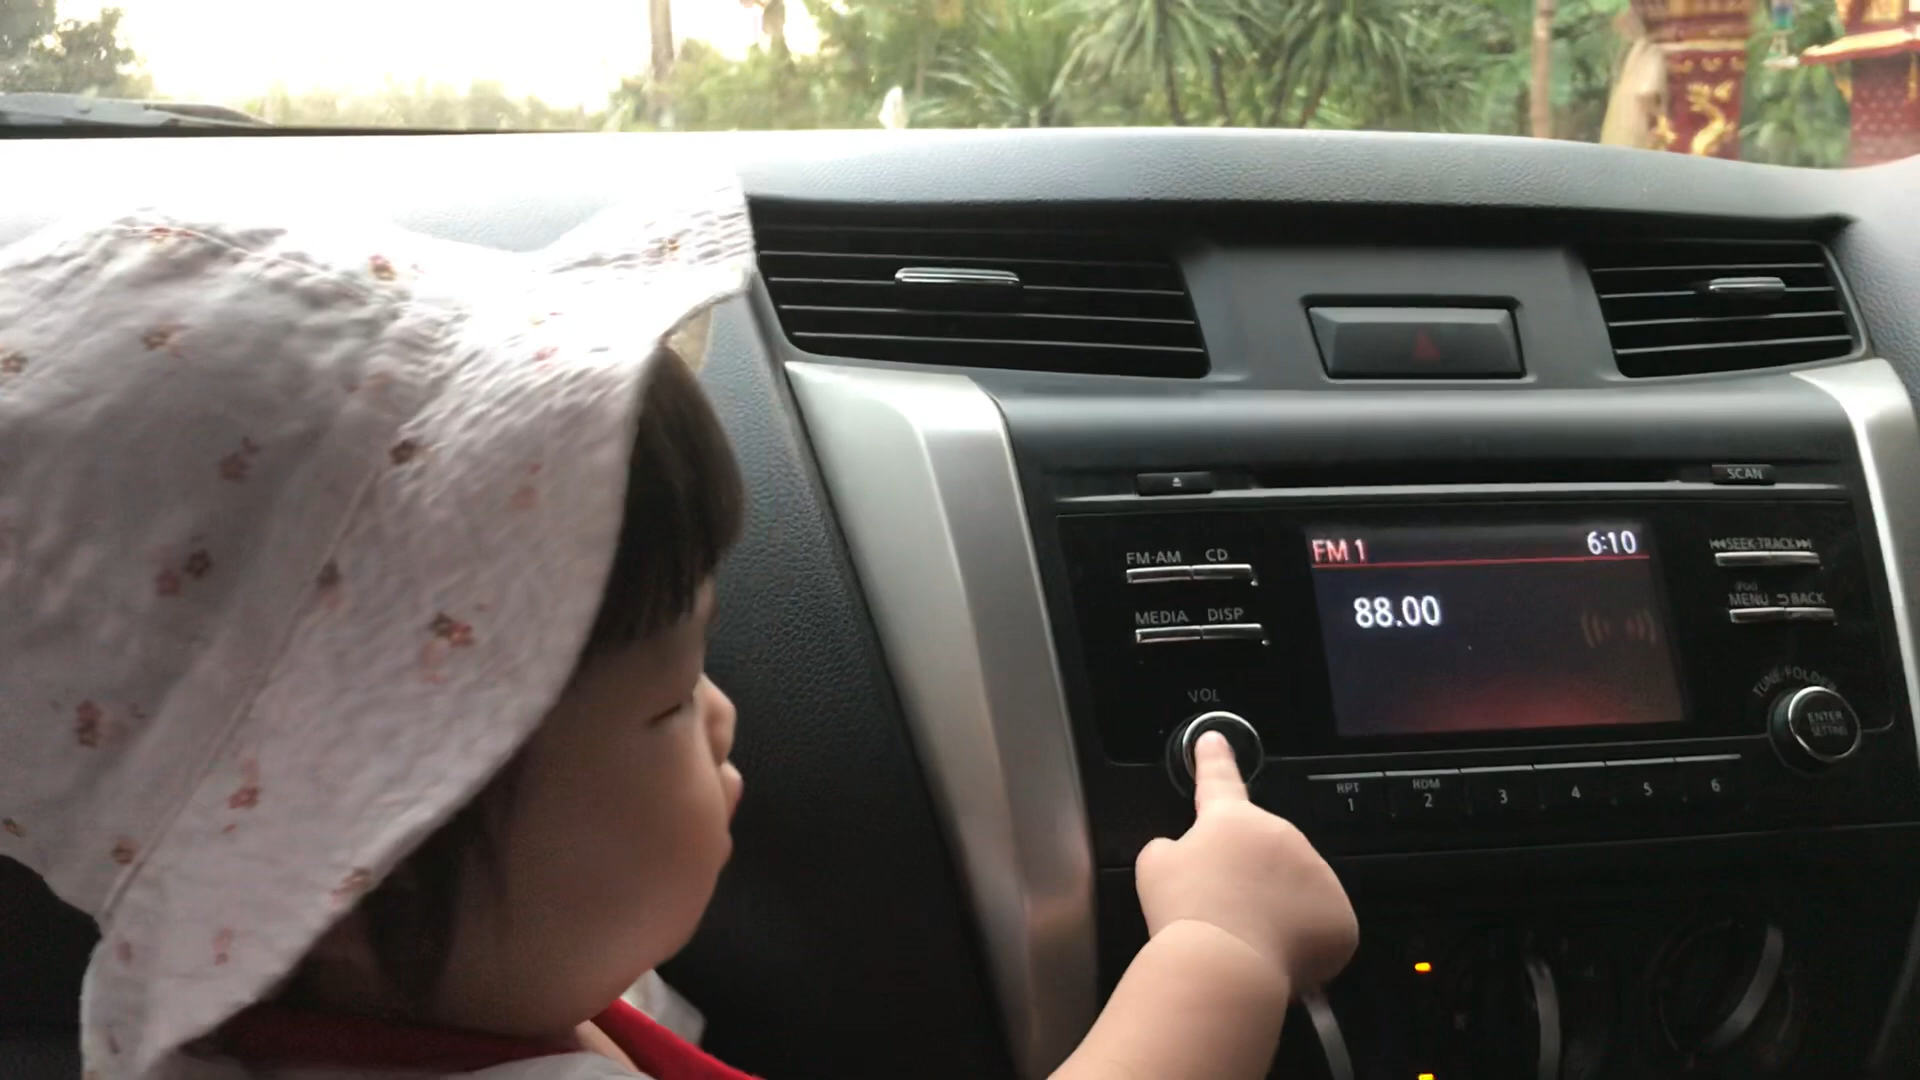 SCAN
FM·AM CD
FM 1 6:10
SEEK·TRACK
88.00
iPod
MENU BACK
MEDIA DISP
VOL
TUNE/FOLDER
ENTER
SETTING
RPT RDM
1 2 3 4 5 6